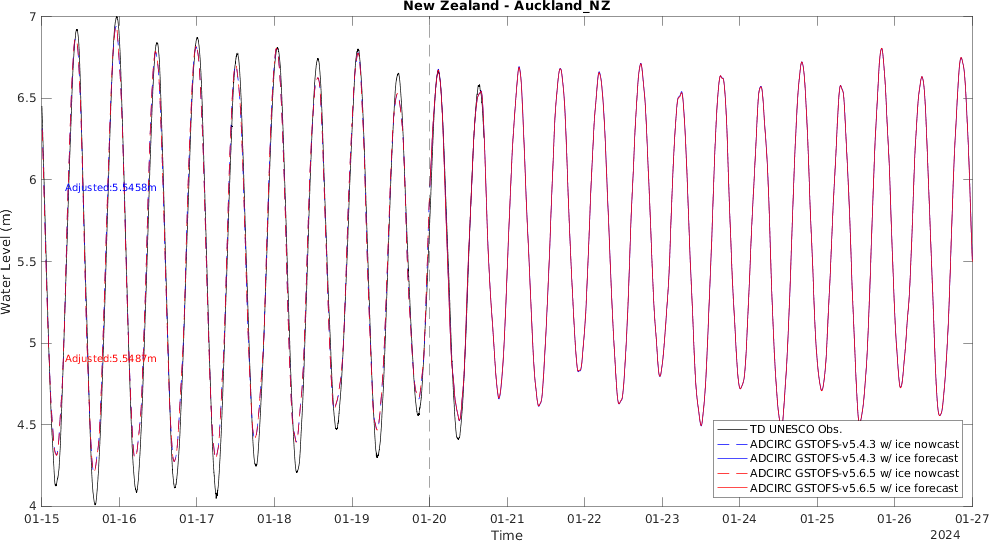 New Zealand - Auckland_NZ
7
6.5
6
5.5
5
4.5
4
Water Level (m)
Adjusted:5.5458m
Adjusted:5.5487m
TD UNESCO Obs.
ADCIRC GSTOFS-v5.4.3 w/ ice nowcast
ADCIRC GSTOFS-v5.4.3 w/ ice forecast
ADCIRC GSTOFS-v5.6.5 w/ ice nowcast
ADCIRC GSTOFS-v5.6.5 w/ ice forecast
01-15 01-16 01-17 01-18 01-19 01-20 01-21 01-22 01-23 01-24 01-25 01-26 01-27
Time
2024